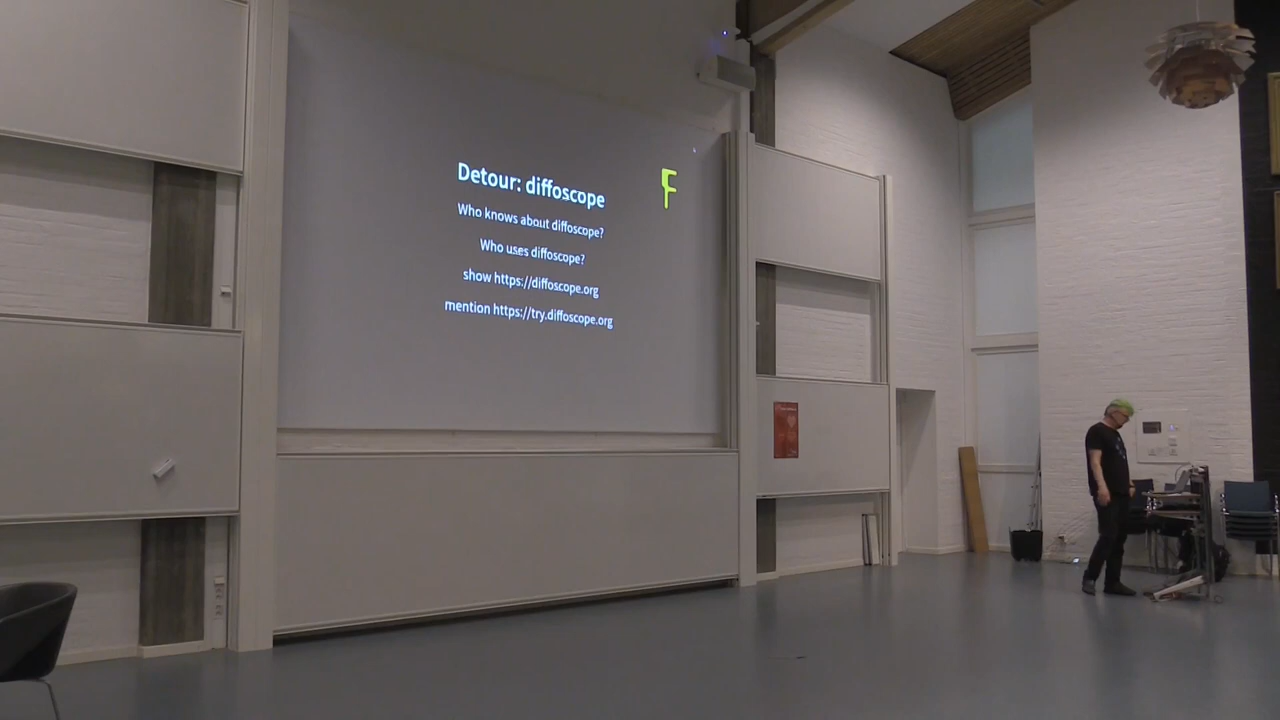 Detour: diffoscope
Who knows about diffoscope?
Who uses diffoscope?
show https://diffoscope.org
mention https://try.diffoscope.org